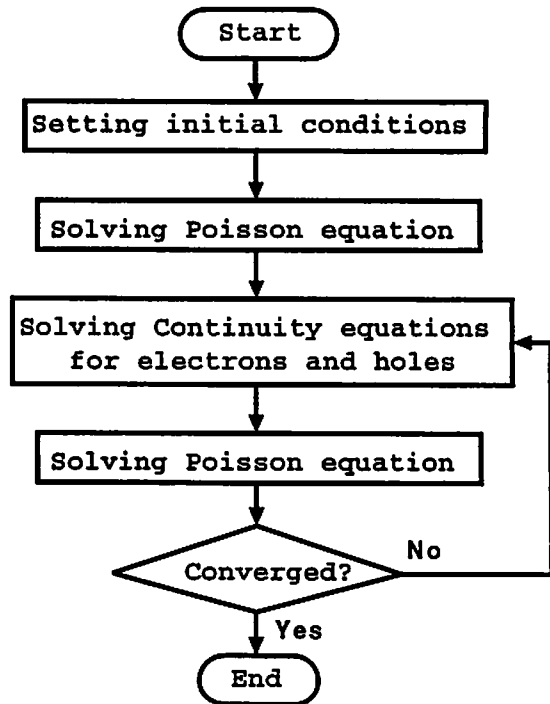 Start
Setting initial conditions
Solving Poisson equation
Solving Continuity equations
for electrons and holes
Solving Poisson equation
Converged?
No
Yes
End